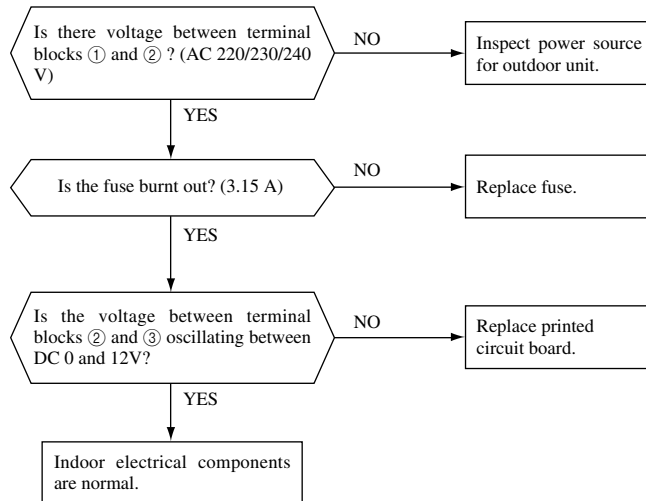 Is there voltage between terminal
blocks ① and ② ? (AC 220/230/240
V)
NO
Inspect power source
for outdoor unit.
YES
Is the fuse burnt out? (3.15 A)
NO
Replace fuse.
YES
Is the voltage between terminal
blocks ② and ③ oscillating between
DC 0 and 12V?
NO
Replace printed
circuit board.
YES
Indoor electrical components
are normal.